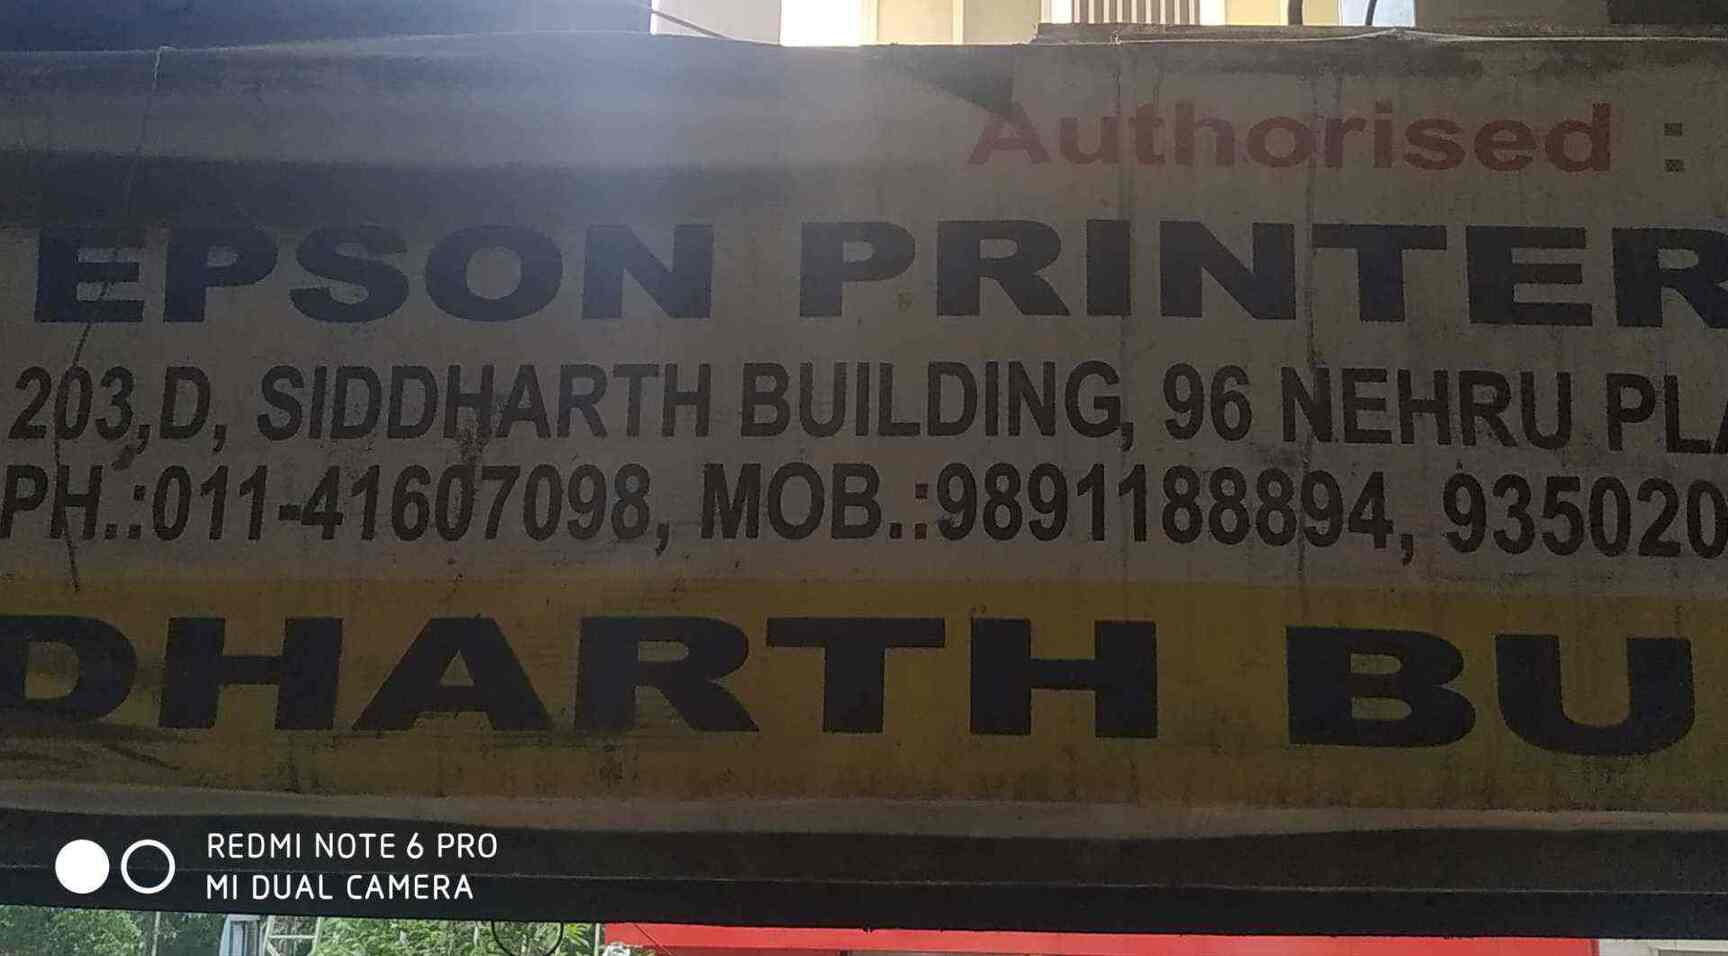 Authorised :
EPSON PRINTER
203,D, SIDDHARTH BUILDING, 96 NEHRU PLA
PH.:011-41607098, MOB.:9891188894, 935020
DHARTH BU
REDMI NOTE 6 PRO
MI DUAL CAMERA